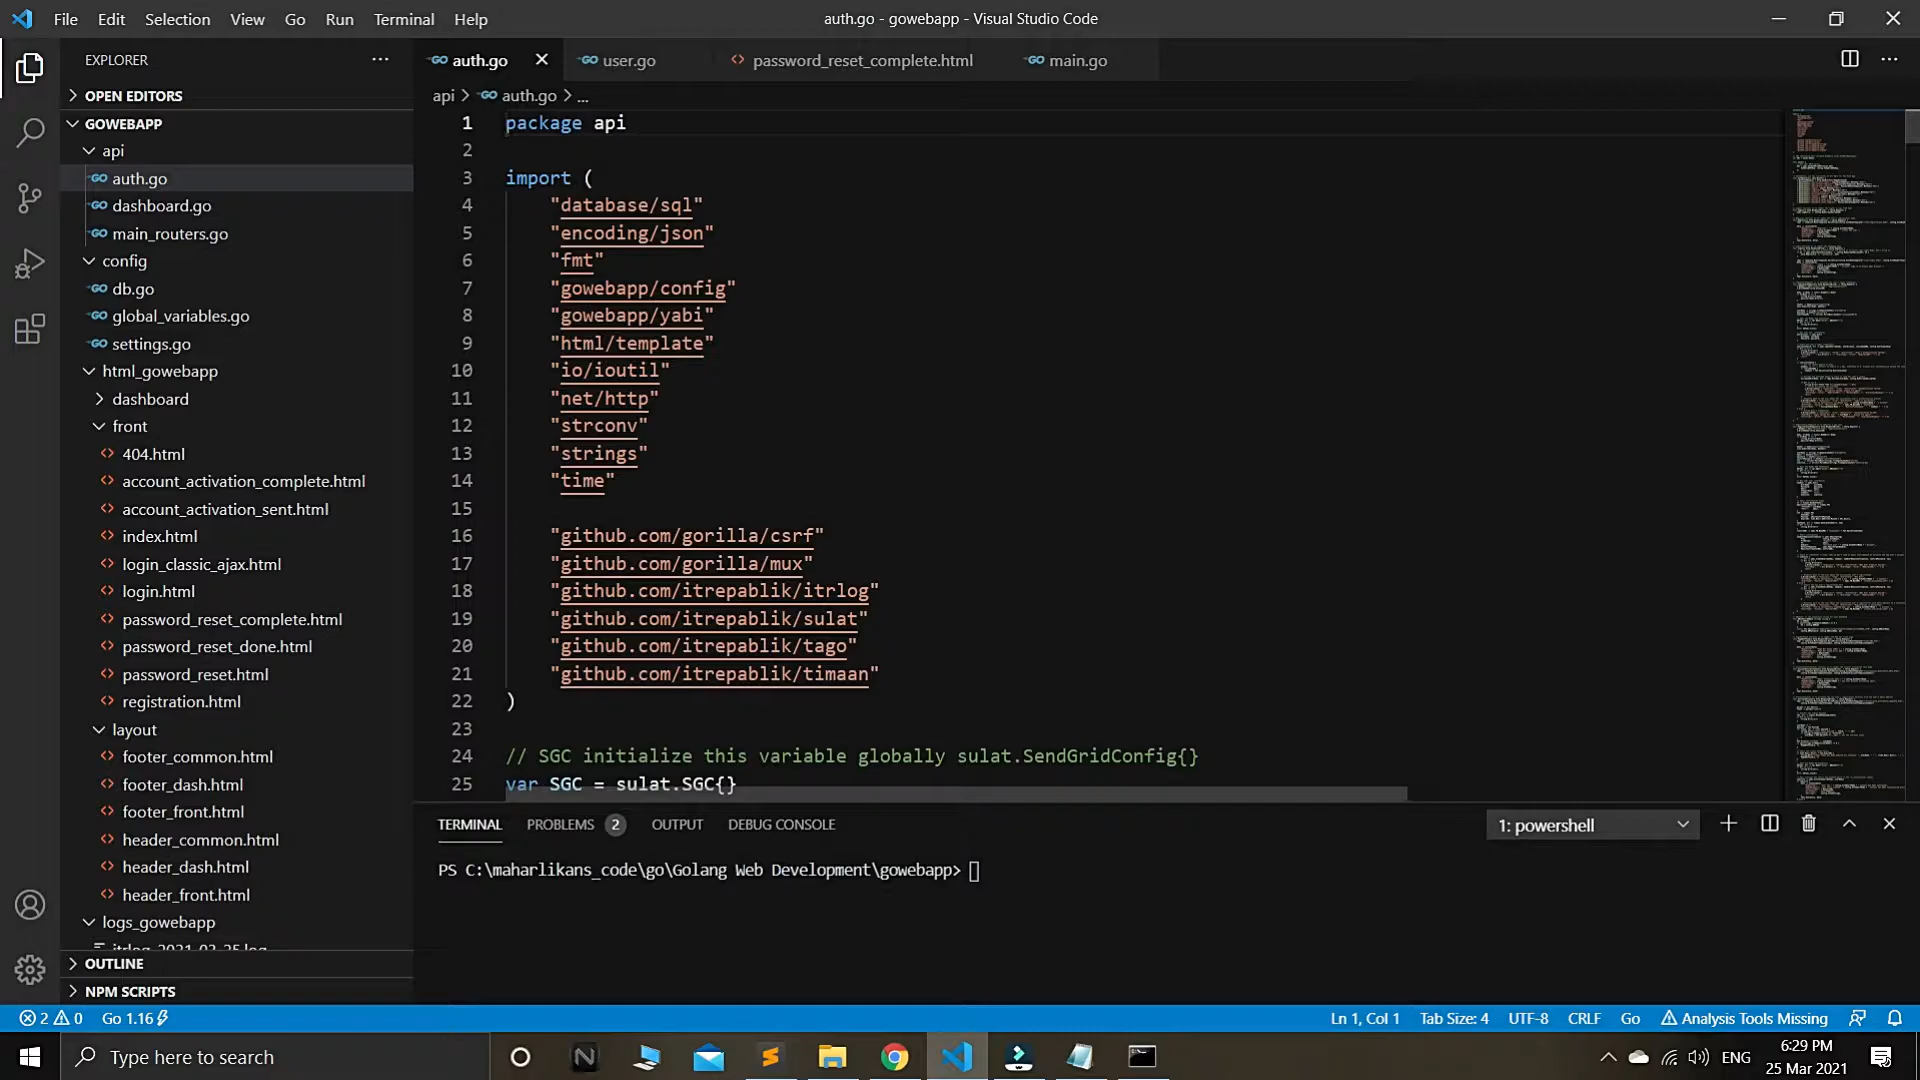 File Edit Selection View Go Run Terminal Help
auth.go - gowebapp - Visual Studio Code
EXPLORER
OPEN EDITORS
GOWEBAPP
api
auth.go
dashboard.go
main_routers.go
config
db.go
global_variables.go
settings.go
html_gowebapp
dashboard
front
404.html
account_activation_complete.html
account_activation_sent.html
index.html
login_classic_ajax.html
login.html
password_reset_complete.html
password_reset_done.html
password_reset.html
registration.html
layout
footer_common.html
footer_dash.html
footer_front.html
header_common.html
header_dash.html
header_front.html
logs_gowebapp
itrlog_2021-03-25.log
OUTLINE
NPM SCRIPTS
auth.go user.go password_reset_complete.html main.go
api > auth.go > ...
1 package api
2
3 import (
4 "database/sql"
5 "encoding/json"
6 "fmt"
7 "gowebapp/config"
8 "gowebapp/yabi"
9 "html/template"
10 "io/ioutil"
11 "net/http"
12 "strconv"
13 "strings"
14 "time"
15
16 "github.com/gorilla/csrf"
17 "github.com/gorilla/mux"
18 "github.com/itrepablik/itrlog"
19 "github.com/itrepablik/sulat"
20 "github.com/itrepablik/tago"
21 "github.com/itrepablik/timaan"
22 )
23
24 // SGC initialize this variable globally sulat.SendGridConfig{}
25 var SGC = sulat.SGC{}
TERMINAL PROBLEMS 2 OUTPUT DEBUG CONSOLE
1: powershell
PS C:\maharlikans_code\go\Golang Web Development\gowebapp>
2 0 Go 1.16
Ln 1, Col 1 Tab Size: 4 UTF-8 CRLF Go Analysis Tools Missing
Type here to search
ENG
6:29 PM
25 Mar 2021